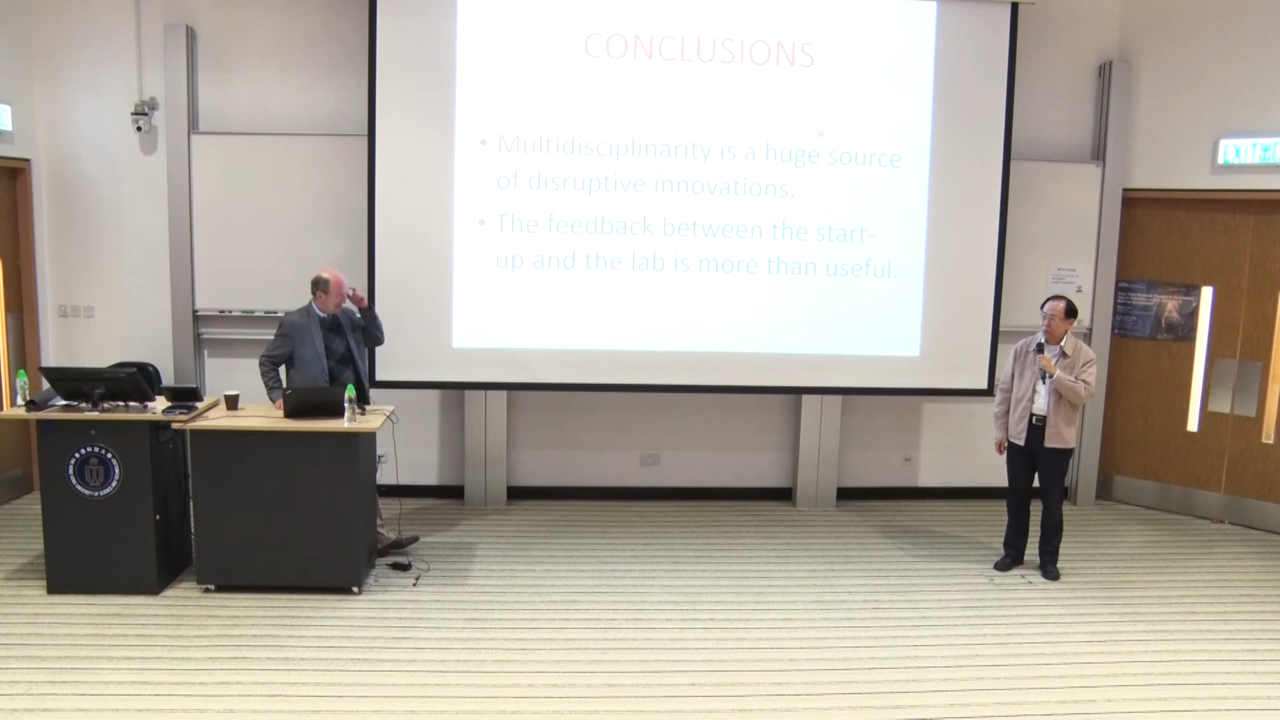 CONCLUSIONS
• Multidisciplinarity is a huge source
of disruptive innovations.
• The feedback between the start-
up and the lab is more than useful.
EXIT